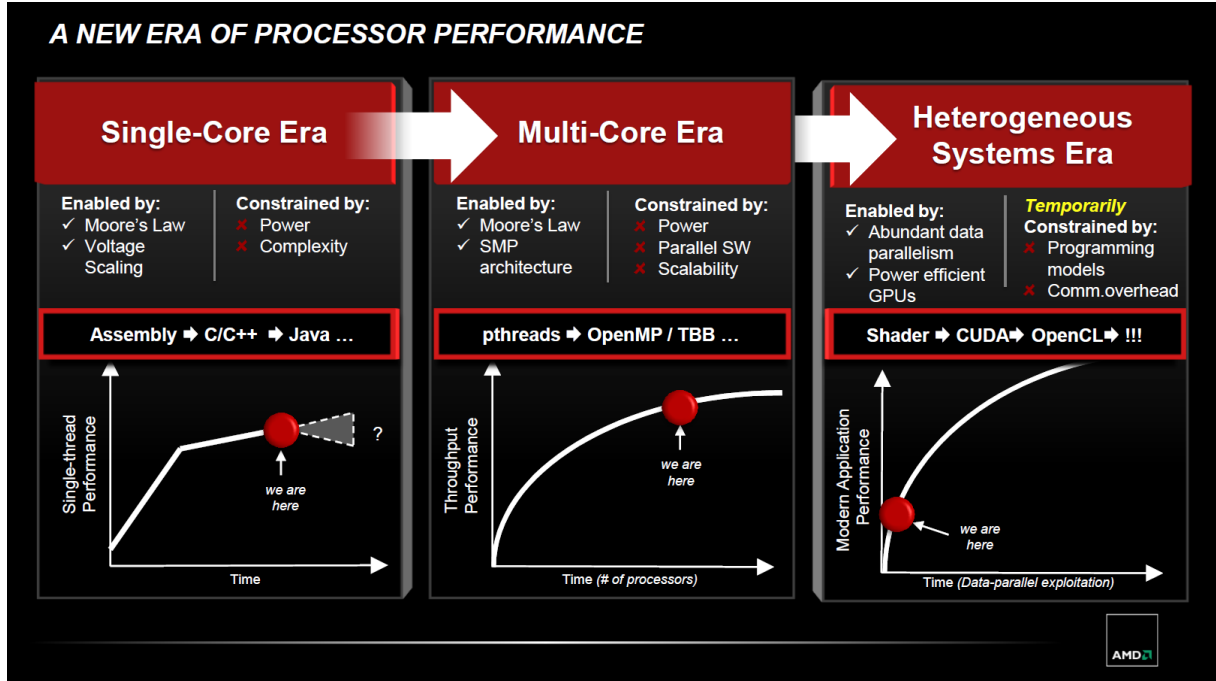 A NEW ERA OF PROCESSOR PERFORMANCE
Single-Core Era
Enabled by:
✓ Moore's Law
✓ Voltage
Scaling
Constrained by:
✘ Power
✘ Complexity
Assembly ➡ C/C++ ➡ Java …
Single-thread
Performance
?
we are
here
Time
Multi-Core Era
Enabled by:
✓ Moore's Law
✓ SMP
architecture
Constrained by:
✘ Power
✘ Parallel SW
✘ Scalability
pthreads ➡ OpenMP / TBB …
Throughput
Performance
we are
here
Time (# of processors)
Heterogeneous
Systems Era
Enabled by:
✓ Abundant data
parallelism
✓ Power efficient
GPUs
Temporarily
Constrained by:
✘ Programming
models
✘ Comm.overhead
Shader ➡ CUDA➡ OpenCL➡ !!!
Modern Application
Performance
we are
here
Time (Data-parallel exploitation)
AMD